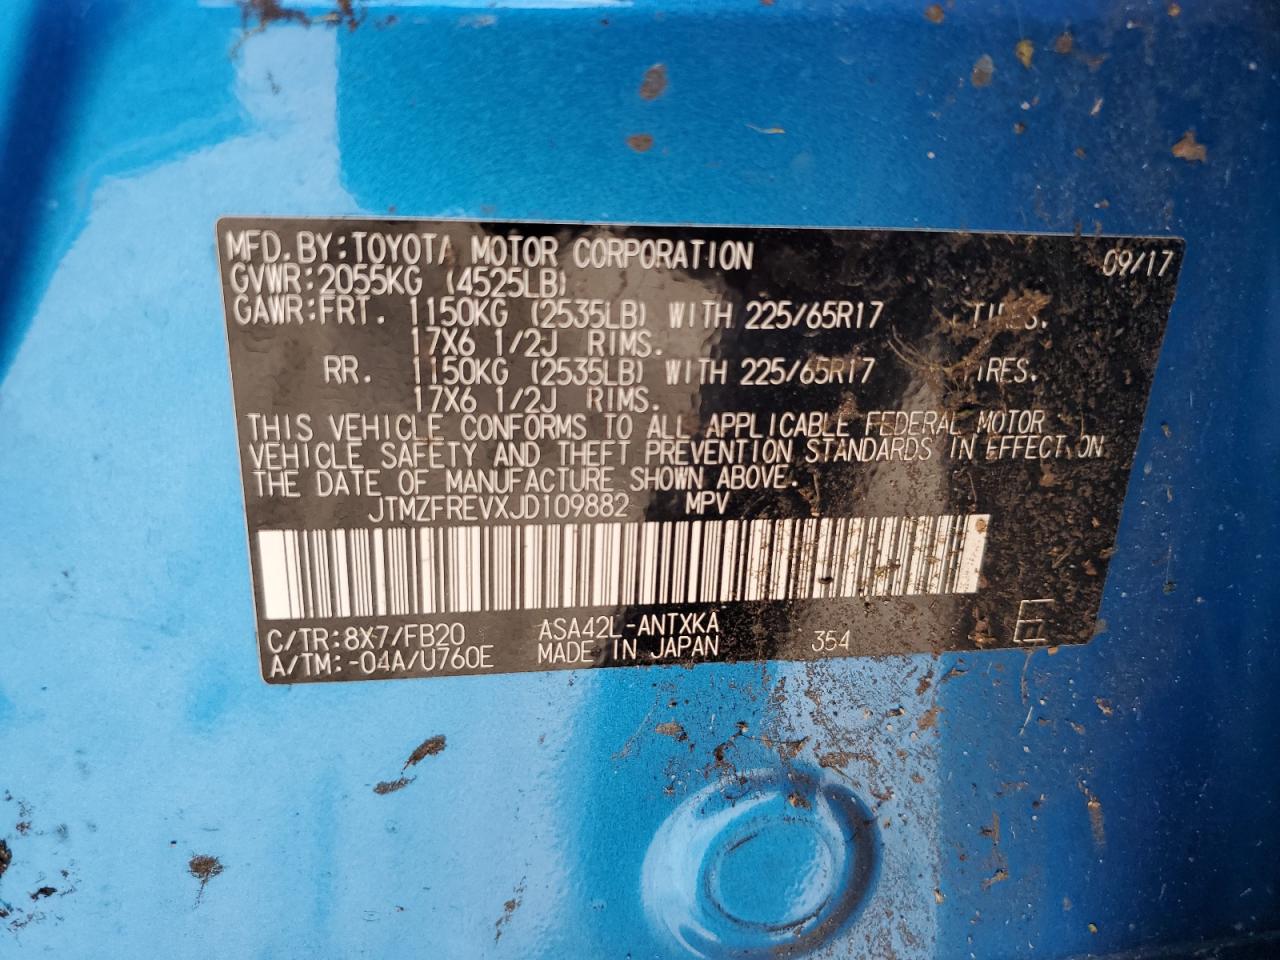 MFD.BY:TOYOTA MOTOR CORPORATION 09/17
GVWR:2055KG (4525LB)
GAWR:FRT. 1150KG (2535LB) WITH 225/65R17
17X6 1/2J RIMS.
RR. 1150KG (2535LB) WITH 225/65R17
17X6 1/2J RIMS.
THIS VEHICLE CONFORMS TO ALL APPLICABLE FEDERAL MOTOR
VEHICLE SAFETY AND THEFT PREVENTION STANDARDS IN EFFECT ON
THE DATE OF MANUFACTURE SHOWN ABOVE.
JTMZFREVXJD109882 MPV
C/TR:8X7/FB20 ASA42L-ANTXKA 354 E
A/TM:-04A/U760E MADE IN JAPAN